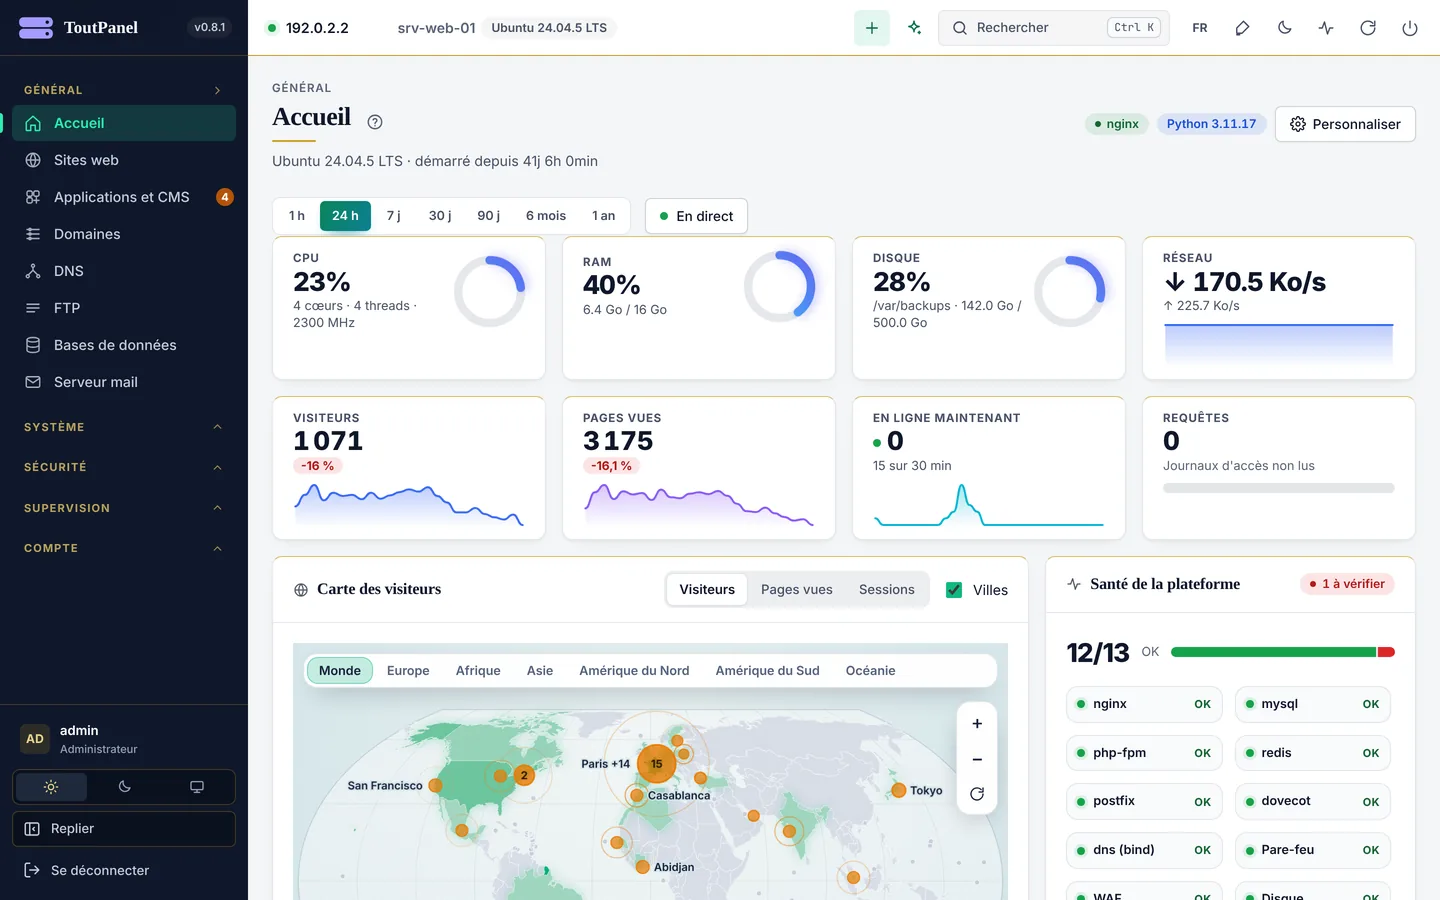 ToutPanel
v0.8.1
GÉNÉRAL
Accueil
Sites web
Applications et CMS
4
Domaines
DNS
FTP
Bases de données
Serveur mail
SYSTÈME
SÉCURITÉ
SUPERVISION
COMPTE
AD
admin
Administrateur
Replier
Se déconnecter
192.0.2.2
srv-web-01
Ubuntu 24.04.5 LTS
Rechercher
Ctrl K
FR
GÉNÉRAL
Accueil
Ubuntu 24.04.5 LTS · démarré depuis 41j 6h 0min
nginx
Python 3.11.17
Personnaliser
1 h
24 h
7 j
30 j
90 j
6 mois
1 an
En direct
CPU
23%
4 cœurs · 4 threads ·
2300 MHz
RAM
40%
6.4 Go / 16 Go
DISQUE
28%
/var/backups · 142.0 Go /
500.0 Go
RÉSEAU
↓ 170.5 Ko/s
↑ 225.7 Ko/s
VISITEURS
1 071
-16 %
PAGES VUES
3 175
-16,1 %
EN LIGNE MAINTENANT
0
15 sur 30 min
REQUÊTES
0
Journaux d'accès non lus
Carte des visiteurs
Visiteurs
Pages vues
Sessions
Villes
Monde
Europe
Afrique
Asie
Amérique du Nord
Amérique du Sud
Océanie
San Francisco
2
Paris +14
15
Casablanca
Tokyo
Abidjan
+
−
Santé de la plateforme
1 à vérifier
12/13
OK
nginx
OK
mysql
OK
php-fpm
OK
redis
OK
postfix
OK
dovecot
OK
dns (bind)
OK
Pare-feu
OK
WAF
OK
Disque
OK